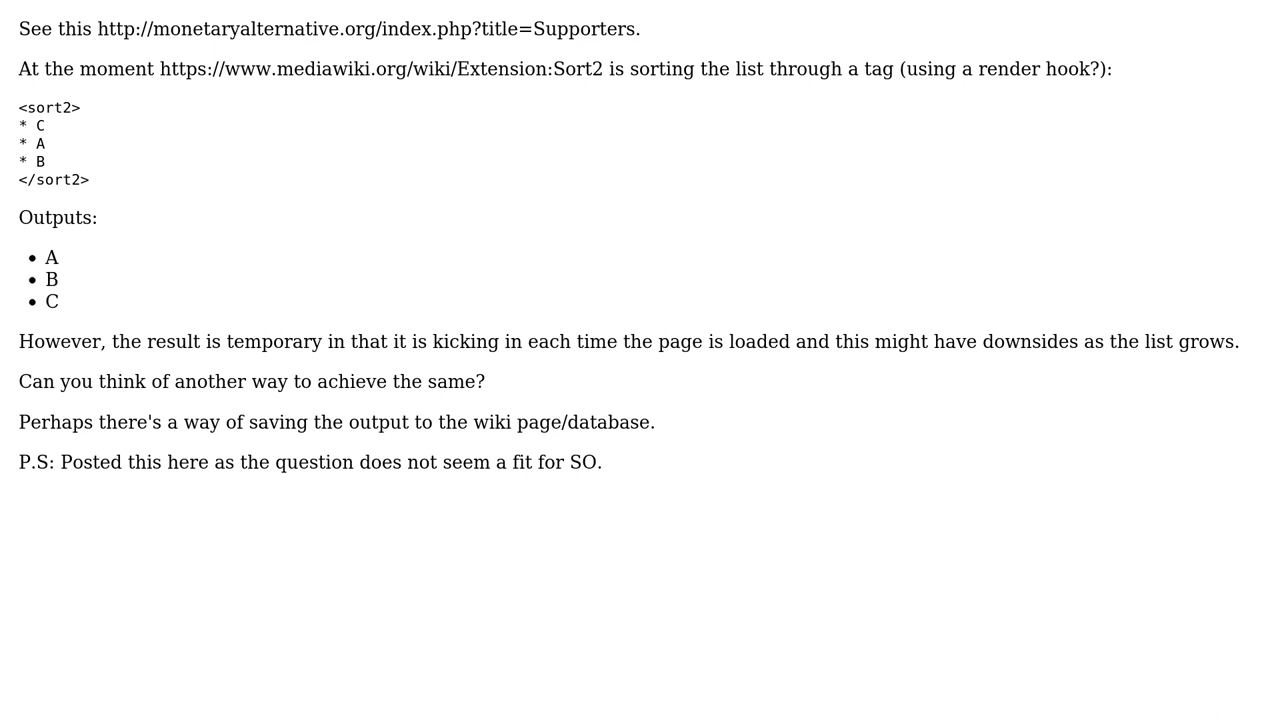 See this http://monetaryalternative.org/index.php?title=Supporters.
At the moment https://www.mediawiki.org/wiki/Extension:Sort2 is sorting the list through a tag (using a render hook?):
<sort2>
* C
* A
* B
</sort2>
Outputs:
• A
• B
• C
However, the result is temporary in that it is kicking in each time the page is loaded and this might have downsides as the list grows.
Can you think of another way to achieve the same?
Perhaps there's a way of saving the output to the wiki page/database.
P.S: Posted this here as the question does not seem a fit for SO.